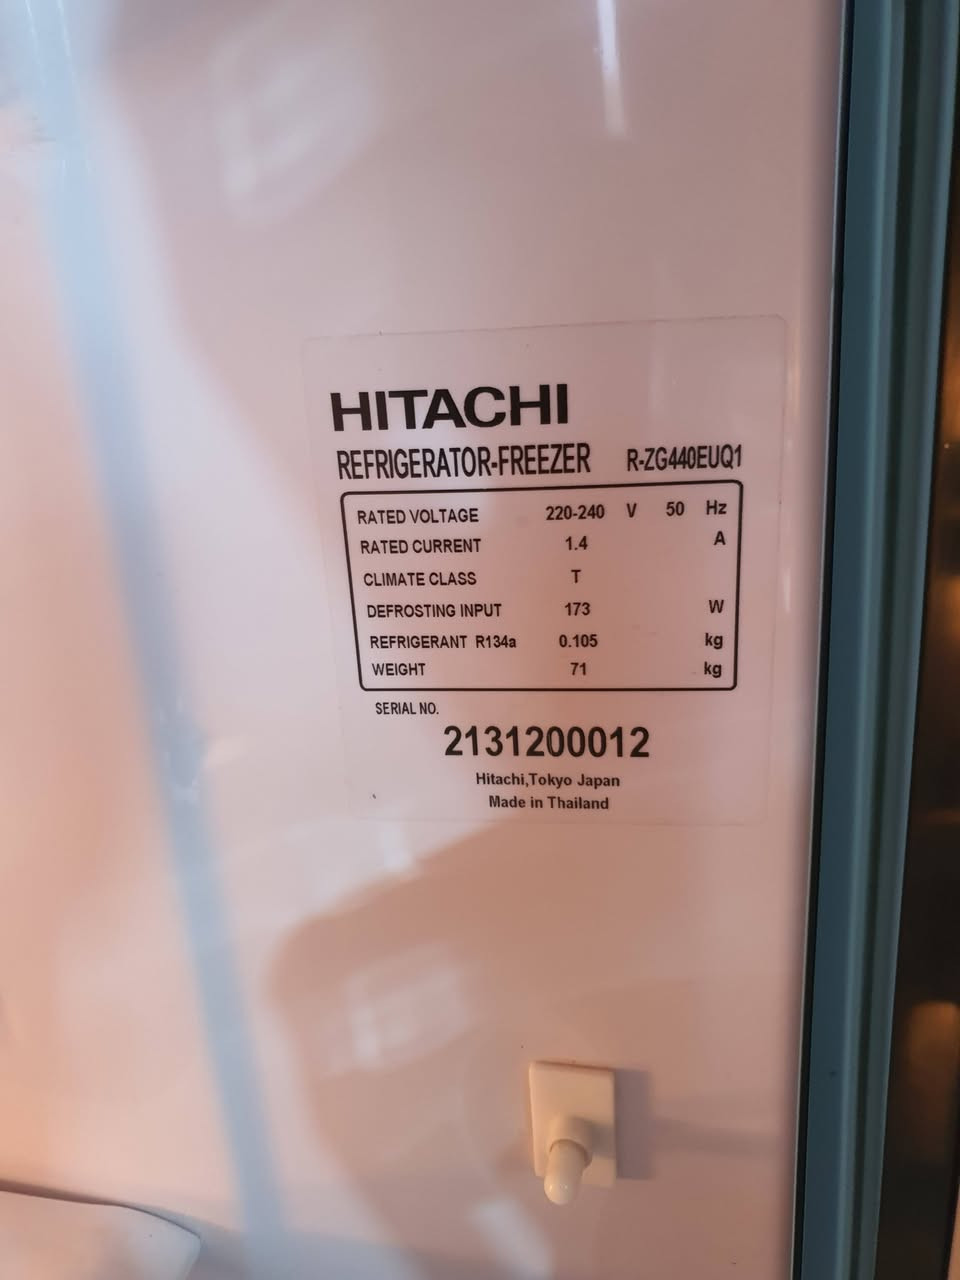 HITACHI
REFRIGERATOR-FREEZER R-ZG440EUQ1
RATED VOLTAGE 220-240 V 50 Hz
RATED CURRENT 1.4 A
CLIMATE CLASS T
DEFROSTING INPUT 173 W
REFRIGERANT R134a 0.105 kg
WEIGHT 71 kg
SERIAL NO.
2131200012
Hitachi,Tokyo Japan
Made in Thailand